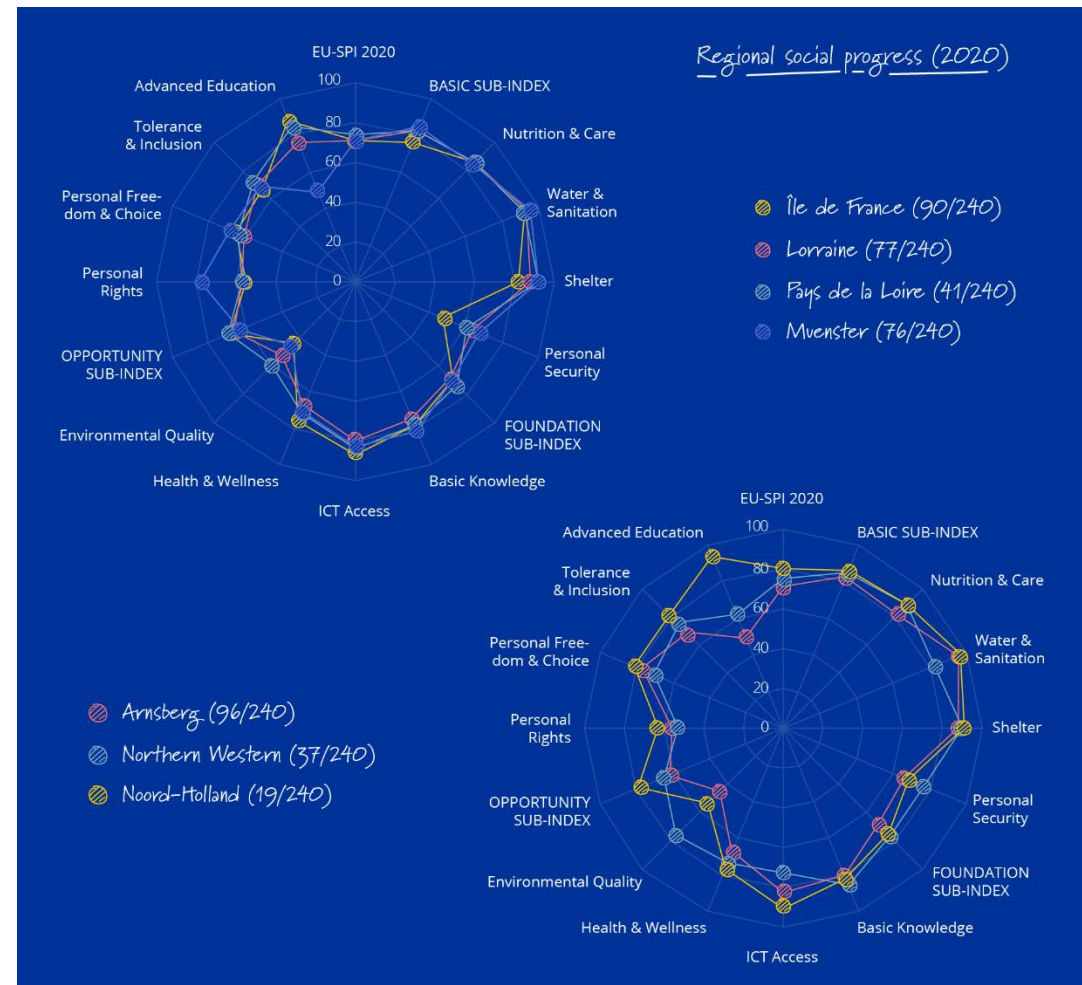 Regional social progress (2020)
EU-SPI 2020
100
80
60
40
20
0
BASIC SUB-INDEX
Nutrition & Care
Water &
Sanitation
Shelter
Personal
Security
FOUNDATION
SUB-INDEX
Basic Knowledge
ICT Access
Health & Wellness
Environmental Quality
OPPORTUNITY
SUB-INDEX
Personal
Rights
Personal Free-
dom & Choice
Tolerance
& Inclusion
Advanced Education
Île de France (90/240)
Lorraine (77/240)
Pays de la Loire (41/240)
Muenster (76/240)
EU-SPI 2020
100
80
60
40
20
0
BASIC SUB-INDEX
Nutrition & Care
Water &
Sanitation
Shelter
Personal
Security
FOUNDATION
SUB-INDEX
Basic Knowledge
ICT Access
Health & Wellness
Environmental Quality
OPPORTUNITY
SUB-INDEX
Personal
Rights
Personal Free-
dom & Choice
Tolerance
& Inclusion
Advanced Education
Arnsberg (96/240)
Northern Western (37/240)
Noord-Holland (19/240)